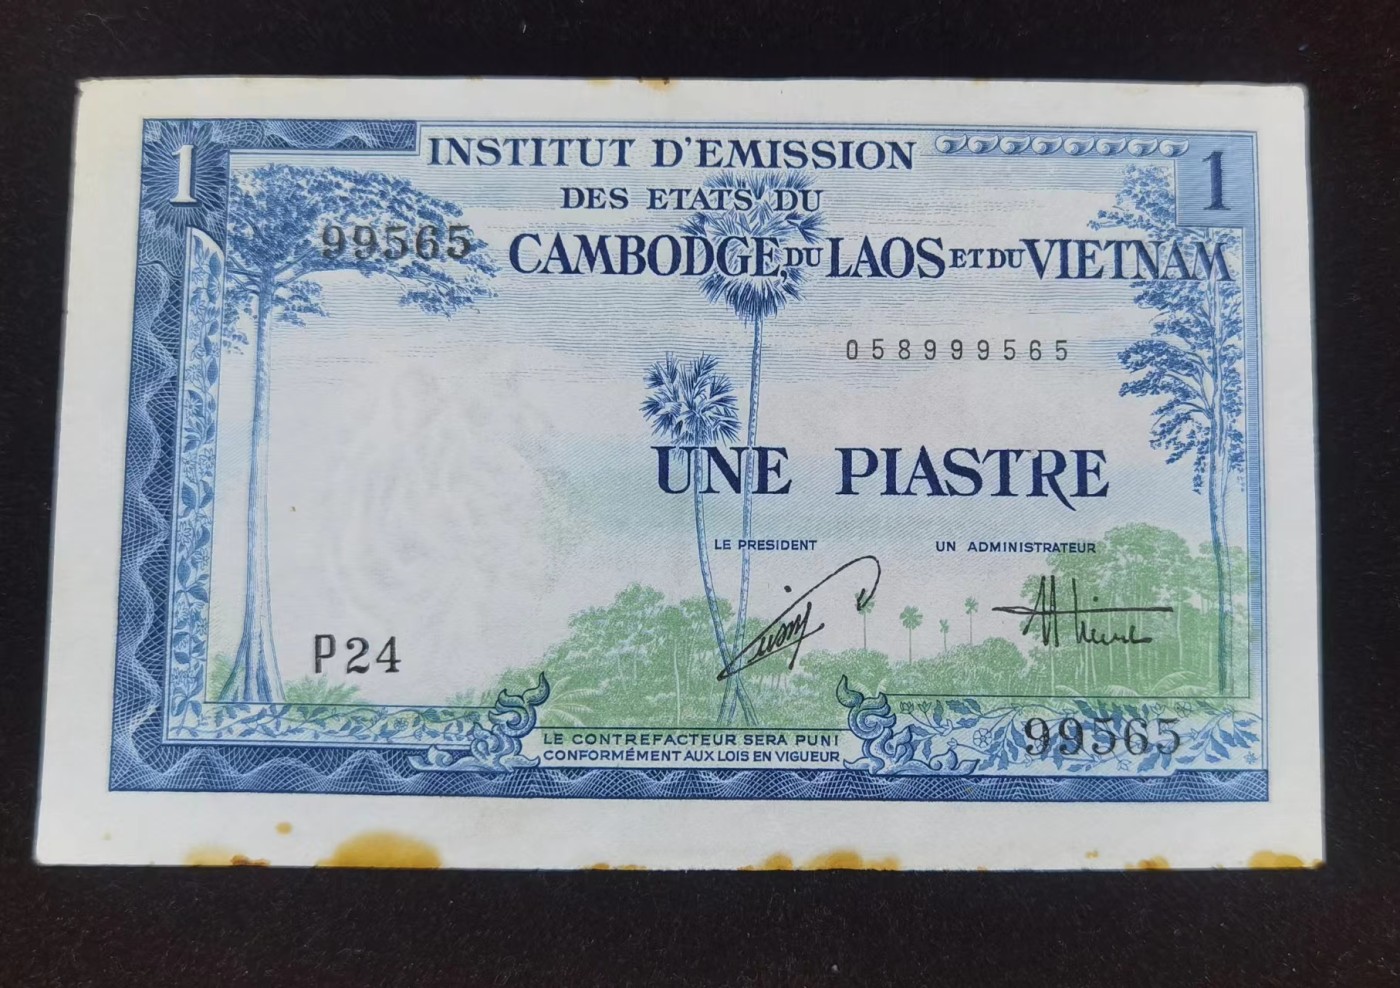 1
INSTITUT D'EMISSION
1
DES ETATS DU
99565
CAMBODGE, DU LAOS ET DU VIETNAM
058999565
UNE PIASTRE
LE PRESIDENT
UN ADMINISTRATEUR
P24
99565
LE CONTREFACTEUR SERA PUNI
CONFORMÉMENT AUX LOIS EN VIGUEUR